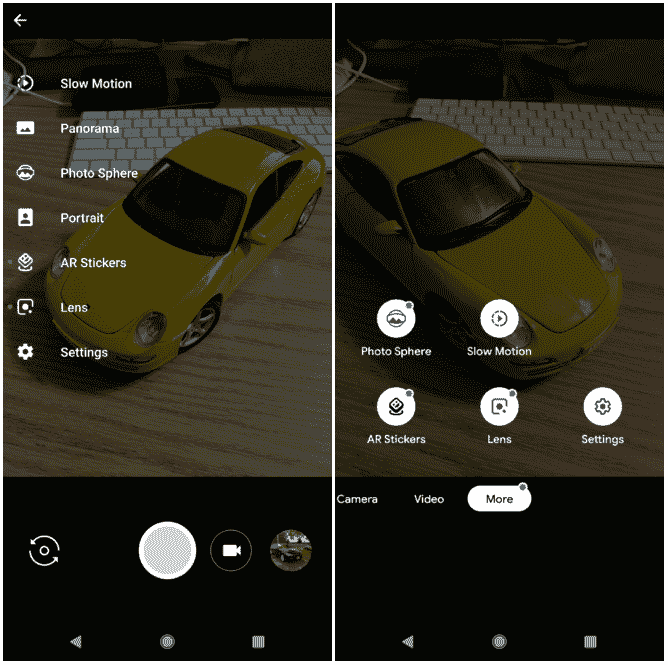 Slow Motion
Panorama
Photo Sphere
Portrait
AR Stickers
Lens
Settings
Photo Sphere
Slow Motion
AR Stickers
Lens
Settings
Camera
Video
More